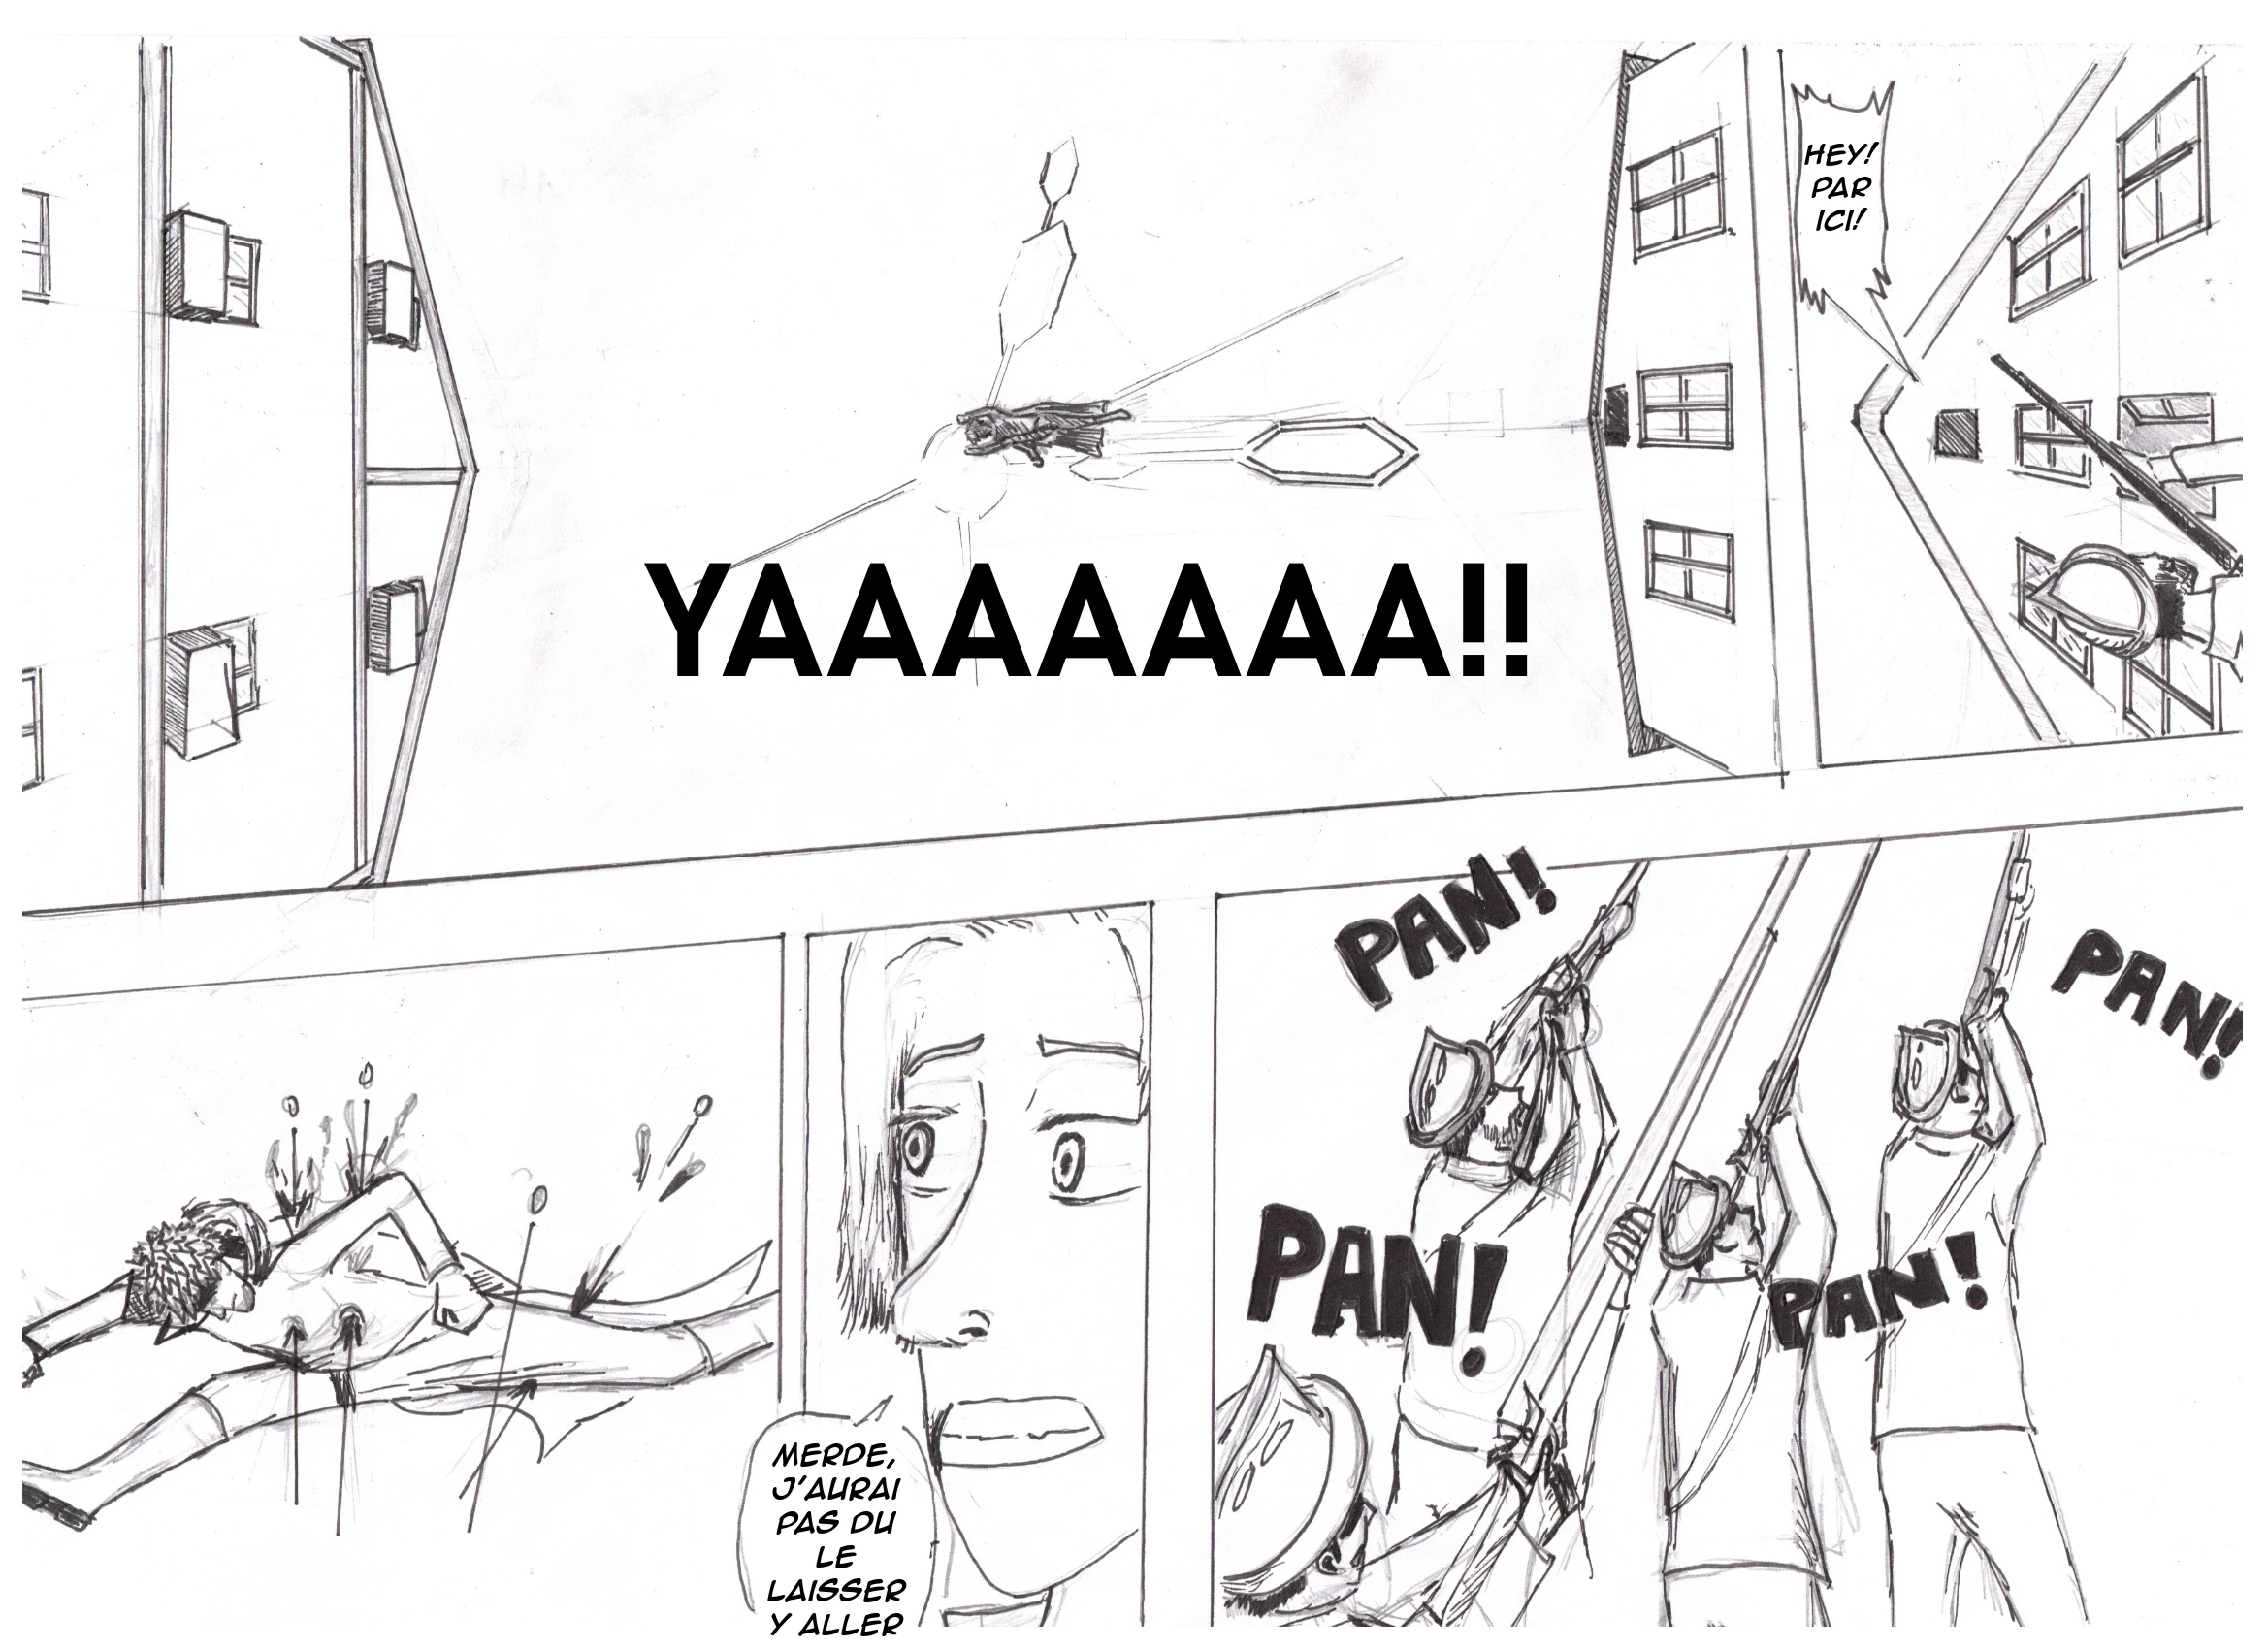 HEY!
PAR
ICI!
YAAAAAAA!!
PAN!
PAN!
PAN!
PAN!
MERDE,
J'AURAI
PAS DU
LE
LAISSER
Y ALLER